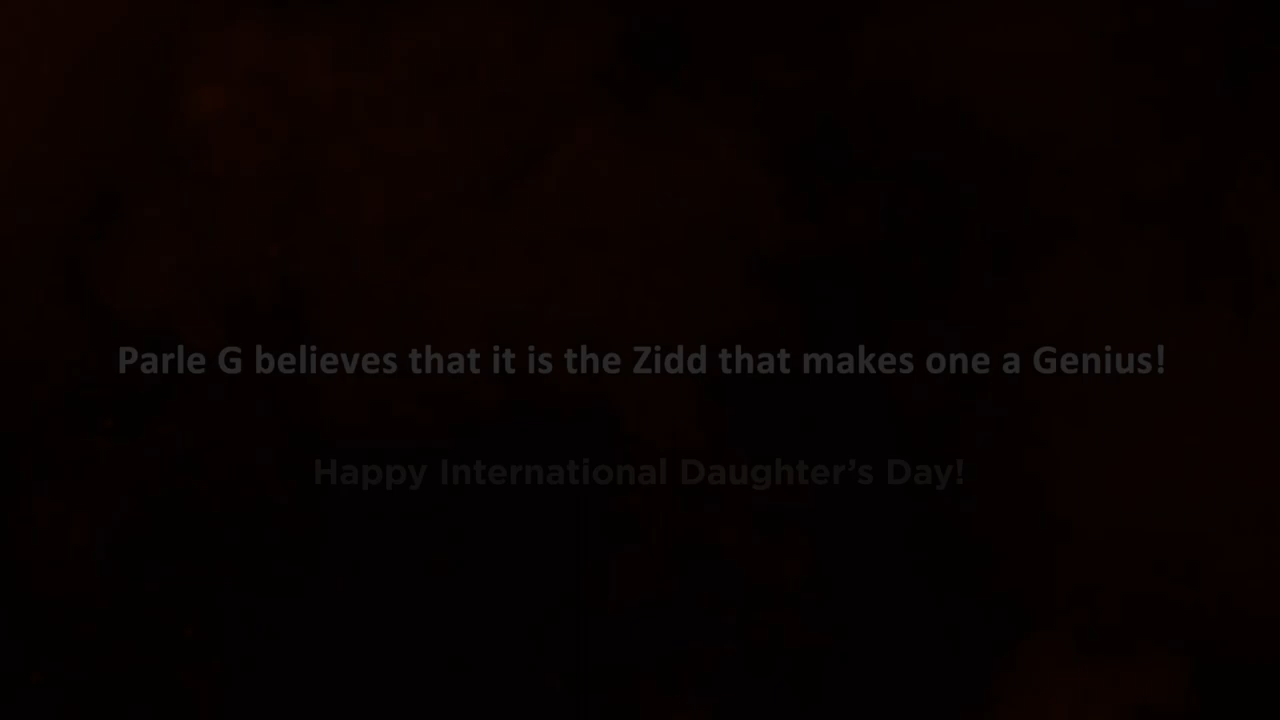 Parle G believes that it is the Zidd that makes one a Genius!
Happy International Daughter’s Day!